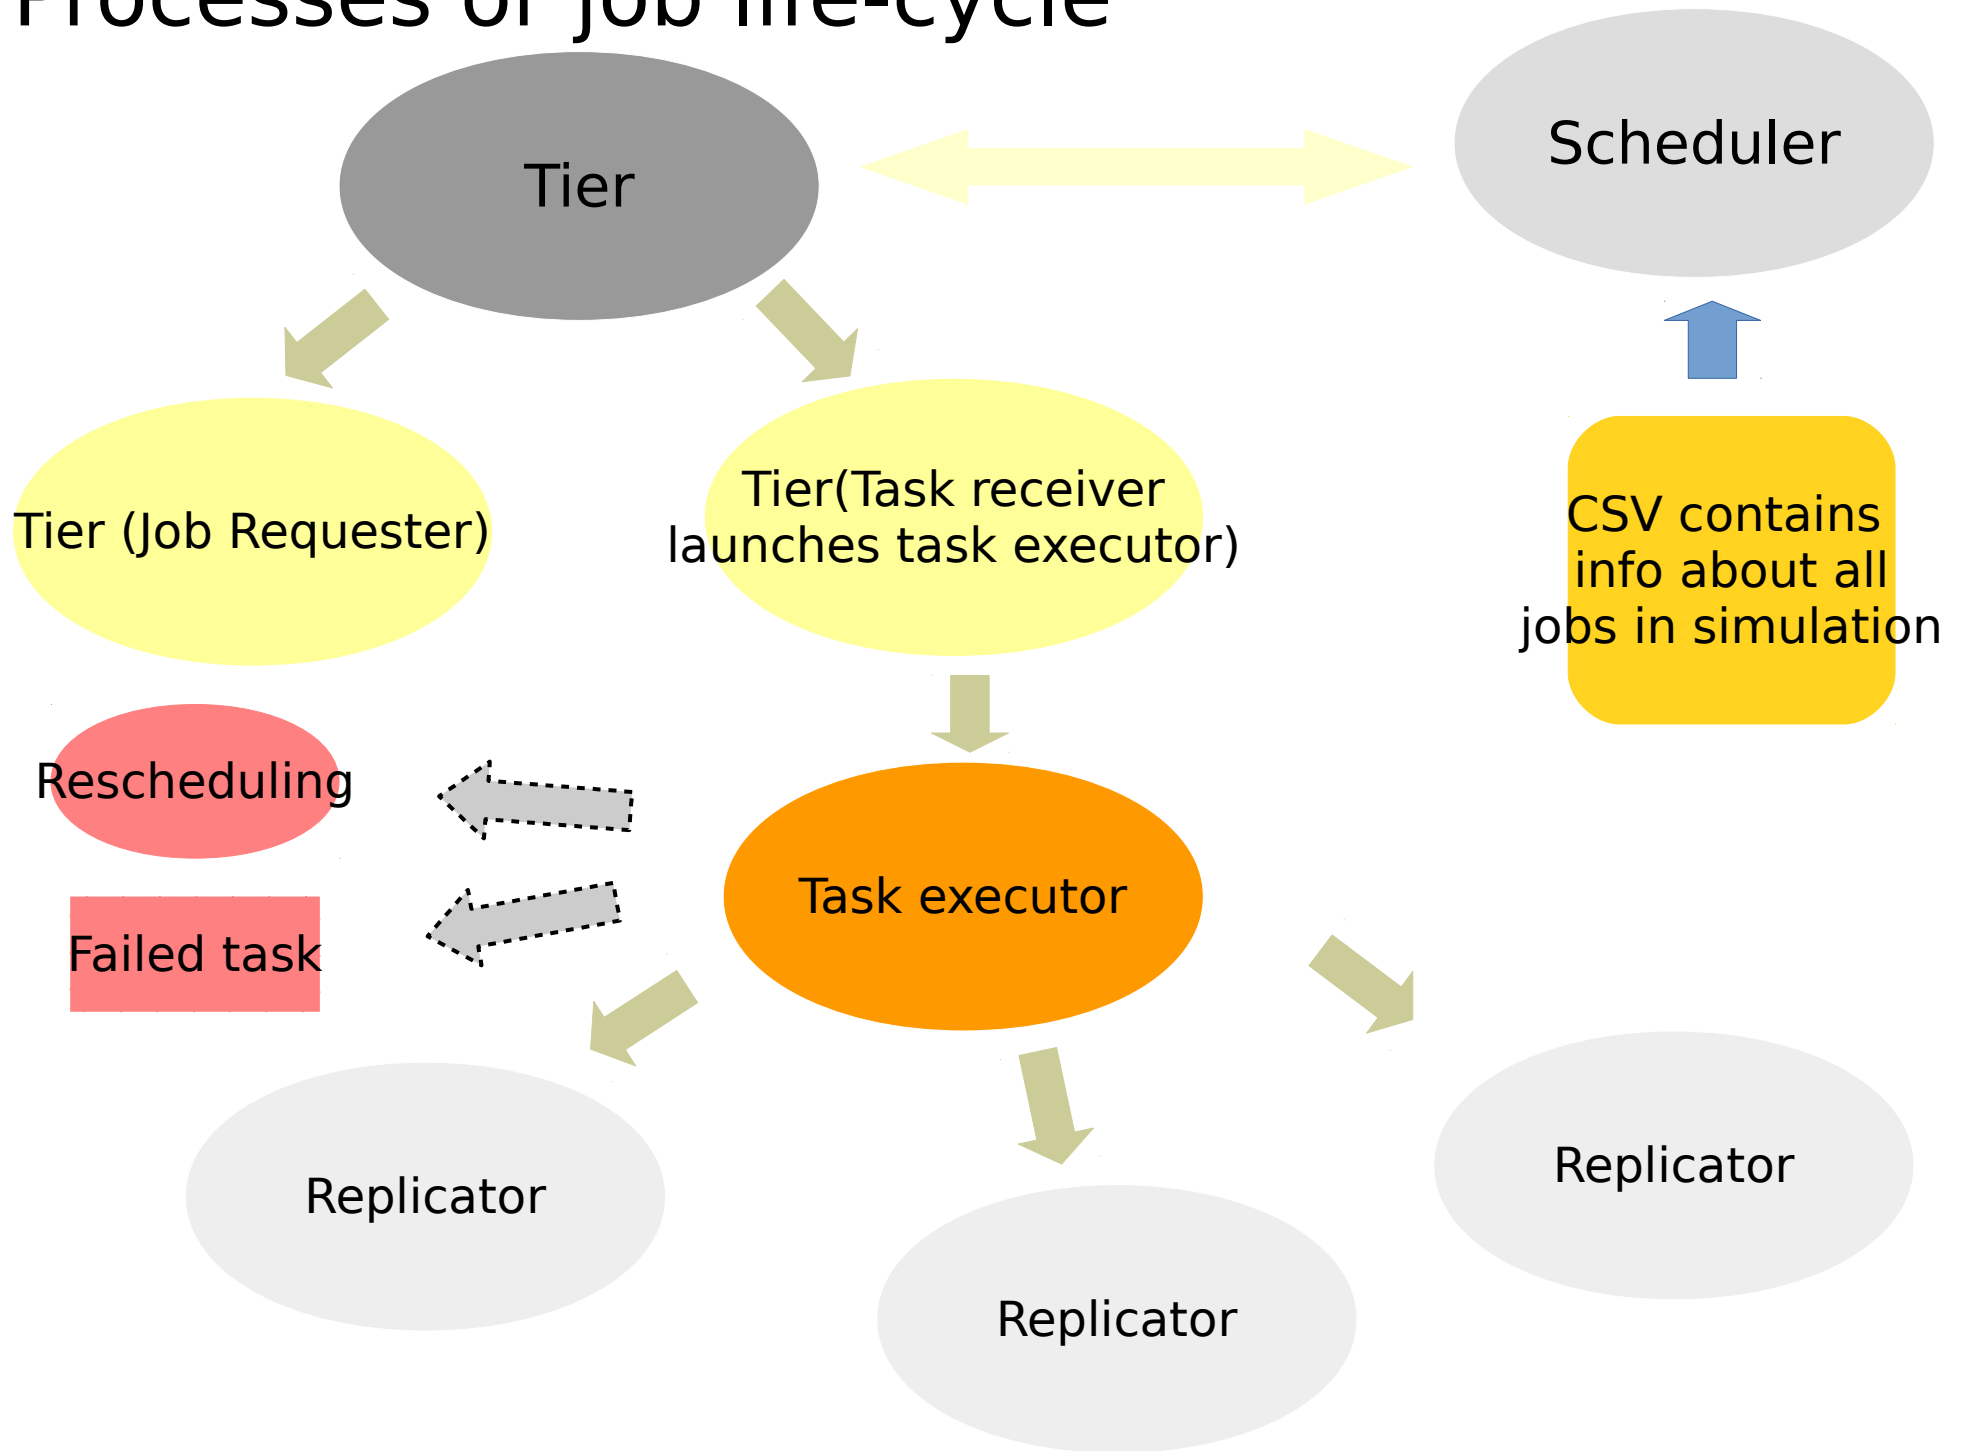 Processes of job life-cycle
Tier
Scheduler
Tier (Job Requester)
Tier(Task receiver
launches task executor)
CSV contains
info about all
jobs in simulation
Rescheduling
Task executor
Failed task
Replicator
Replicator
Replicator